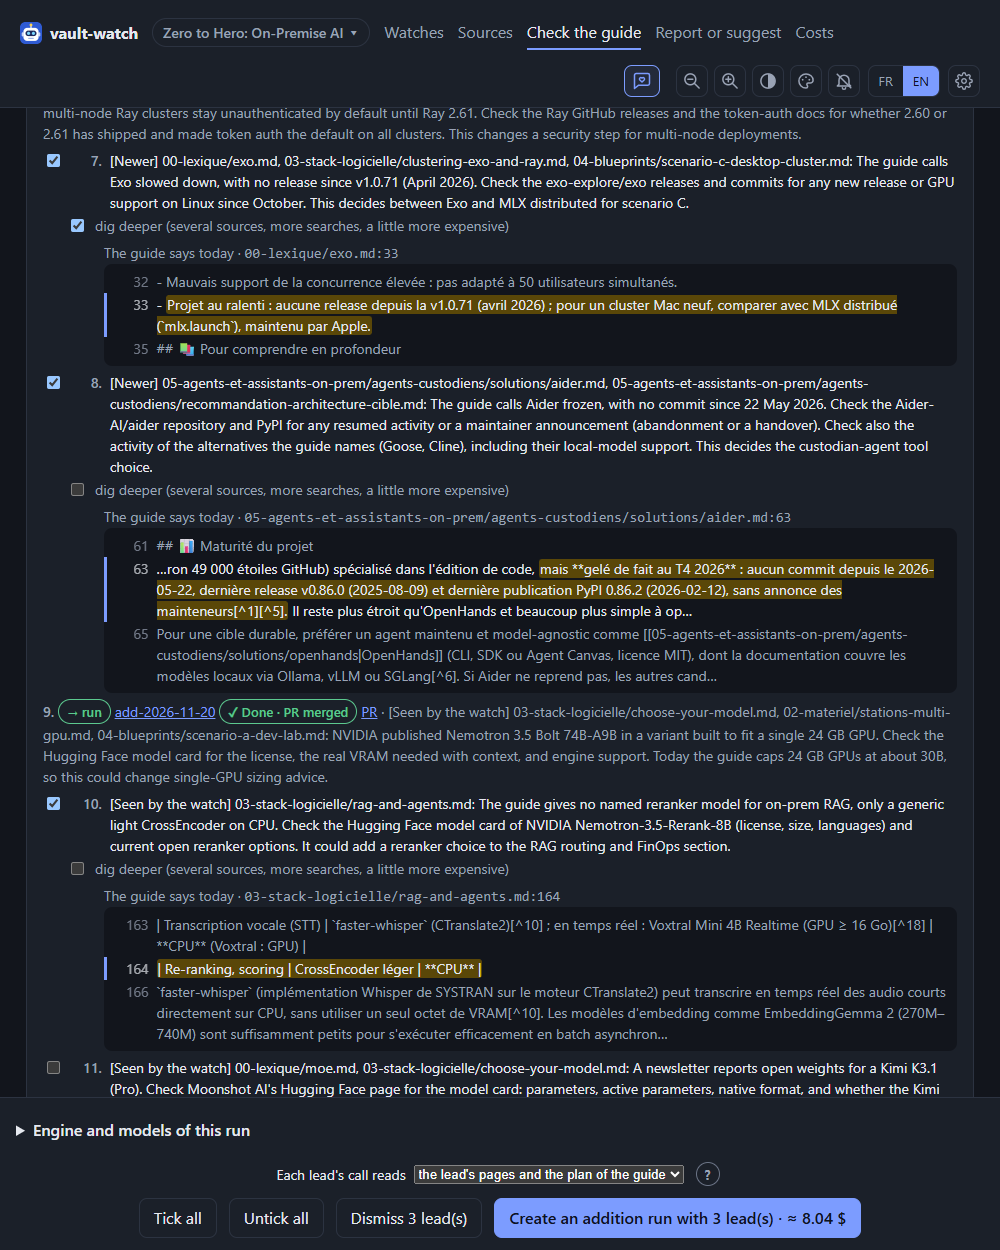 vault-watch
Zero to Hero: On-Premise AI ▾
Watches
Sources
Check the guide
Report or suggest
Costs
FR
EN
multi-node Ray clusters stay unauthenticated by default until Ray 2.61. Check the Ray GitHub releases and the token-auth docs for whether 2.60 or
2.61 has shipped and made token auth the default on all clusters. This changes a security step for multi-node deployments.
7. [Newer] 00-lexique/exo.md, 03-stack-logicielle/clustering-exo-and-ray.md, 04-blueprints/scenario-c-desktop-cluster.md: The guide calls
Exo slowed down, with no release since v1.0.71 (April 2026). Check the exo-explore/exo releases and commits for any new release or GPU
support on Linux since October. This decides between Exo and MLX distributed for scenario C.
dig deeper (several sources, more searches, a little more expensive)
The guide says today · 00-lexique/exo.md:33
32 - Mauvais support de la concurrence élevée : pas adapté à 50 utilisateurs simultanés.
33 - Projet au ralenti : aucune release depuis la v1.0.71 (avril 2026) ; pour un cluster Mac neuf, comparer avec MLX distribué
(`mlx.launch`), maintenu par Apple.
35 ## 📚 Pour comprendre en profondeur
8. [Newer] 05-agents-et-assistants-on-prem/agents-custodiens/solutions/aider.md, 05-agents-et-assistants-on-prem/agents-
custodiens/recommandation-architecture-cible.md: The guide calls Aider frozen, with no commit since 22 May 2026. Check the Aider-
AI/aider repository and PyPI for any resumed activity or a maintainer announcement (abandonment or a handover). Check also the
activity of the alternatives the guide names (Goose, Cline), including their local-model support. This decides the custodian-agent tool
choice.
dig deeper (several sources, more searches, a little more expensive)
The guide says today · 05-agents-et-assistants-on-prem/agents-custodiens/solutions/aider.md:63
61 ## 📊 Maturité du projet
63 …ron 49 000 étoiles GitHub) spécialisé dans l'édition de code, mais **gelé de fait au T4 2026** : aucun commit depuis le 2026-
05-22, dernière release v0.86.0 (2025-08-09) et dernière publication PyPI 0.86.2 (2026-02-12), sans annonce des
mainteneurs[^1][^5]. Il reste plus étroit qu'OpenHands et beaucoup plus simple à op…
65 Pour une cible durable, préférer un agent maintenu et model-agnostic comme [[05-agents-et-assistants-on-prem/agents-
custodiens/solutions/openhands|OpenHands]] (CLI, SDK ou Agent Canvas, licence MIT), dont la documentation couvre les
modèles locaux via Ollama, vLLM ou SGLang[^6]. Si Aider ne reprend pas, les autres cand…
9. → run add-2026-11-20 ✓ Done · PR merged PR · [Seen by the watch] 03-stack-logicielle/choose-your-model.md, 02-materiel/stations-multi-
gpu.md, 04-blueprints/scenario-a-dev-lab.md: NVIDIA published Nemotron 3.5 Bolt 74B-A9B in a variant built to fit a single 24 GB GPU. Check the
Hugging Face model card for the license, the real VRAM needed with context, and engine support. Today the guide caps 24 GB GPUs at about 30B,
so this could change single-GPU sizing advice.
10. [Seen by the watch] 03-stack-logicielle/rag-and-agents.md: The guide gives no named reranker model for on-prem RAG, only a generic
light CrossEncoder on CPU. Check the Hugging Face model card of NVIDIA Nemotron-3.5-Rerank-8B (license, size, languages) and
current open reranker options. It could add a reranker choice to the RAG routing and FinOps section.
dig deeper (several sources, more searches, a little more expensive)
The guide says today · 03-stack-logicielle/rag-and-agents.md:164
163 | Transcription vocale (STT) | `faster-whisper` (CTranslate2)[^10] ; en temps réel : Voxtral Mini 4B Realtime (GPU ≥ 16 Go)[^18] |
**CPU** (Voxtral : GPU) |
164 | Re-ranking, scoring | CrossEncoder léger | **CPU** |
166 `faster-whisper` (implémentation Whisper de SYSTRAN sur le moteur CTranslate2) peut transcrire en temps réel des audio courts
directement sur CPU, sans utiliser un seul octet de VRAM[^10]. Les modèles d'embedding comme EmbeddingGemma 2 (270M–
740M) sont suffisamment petits pour s'exécuter efficacement en batch asynchron…
11. [Seen by the watch] 00-lexique/moe.md, 03-stack-logicielle/choose-your-model.md: A newsletter reports open weights for a Kimi K3.1
(Pro). Check Moonshot AI's Hugging Face page for the model card: parameters, active parameters, native format, and whether the Kimi
▶ Engine and models of this run
Each lead's call reads
the lead's pages and the plan of the guide
?
Tick all
Untick all
Dismiss 3 lead(s)
Create an addition run with 3 lead(s) · ≈ 8.04 $